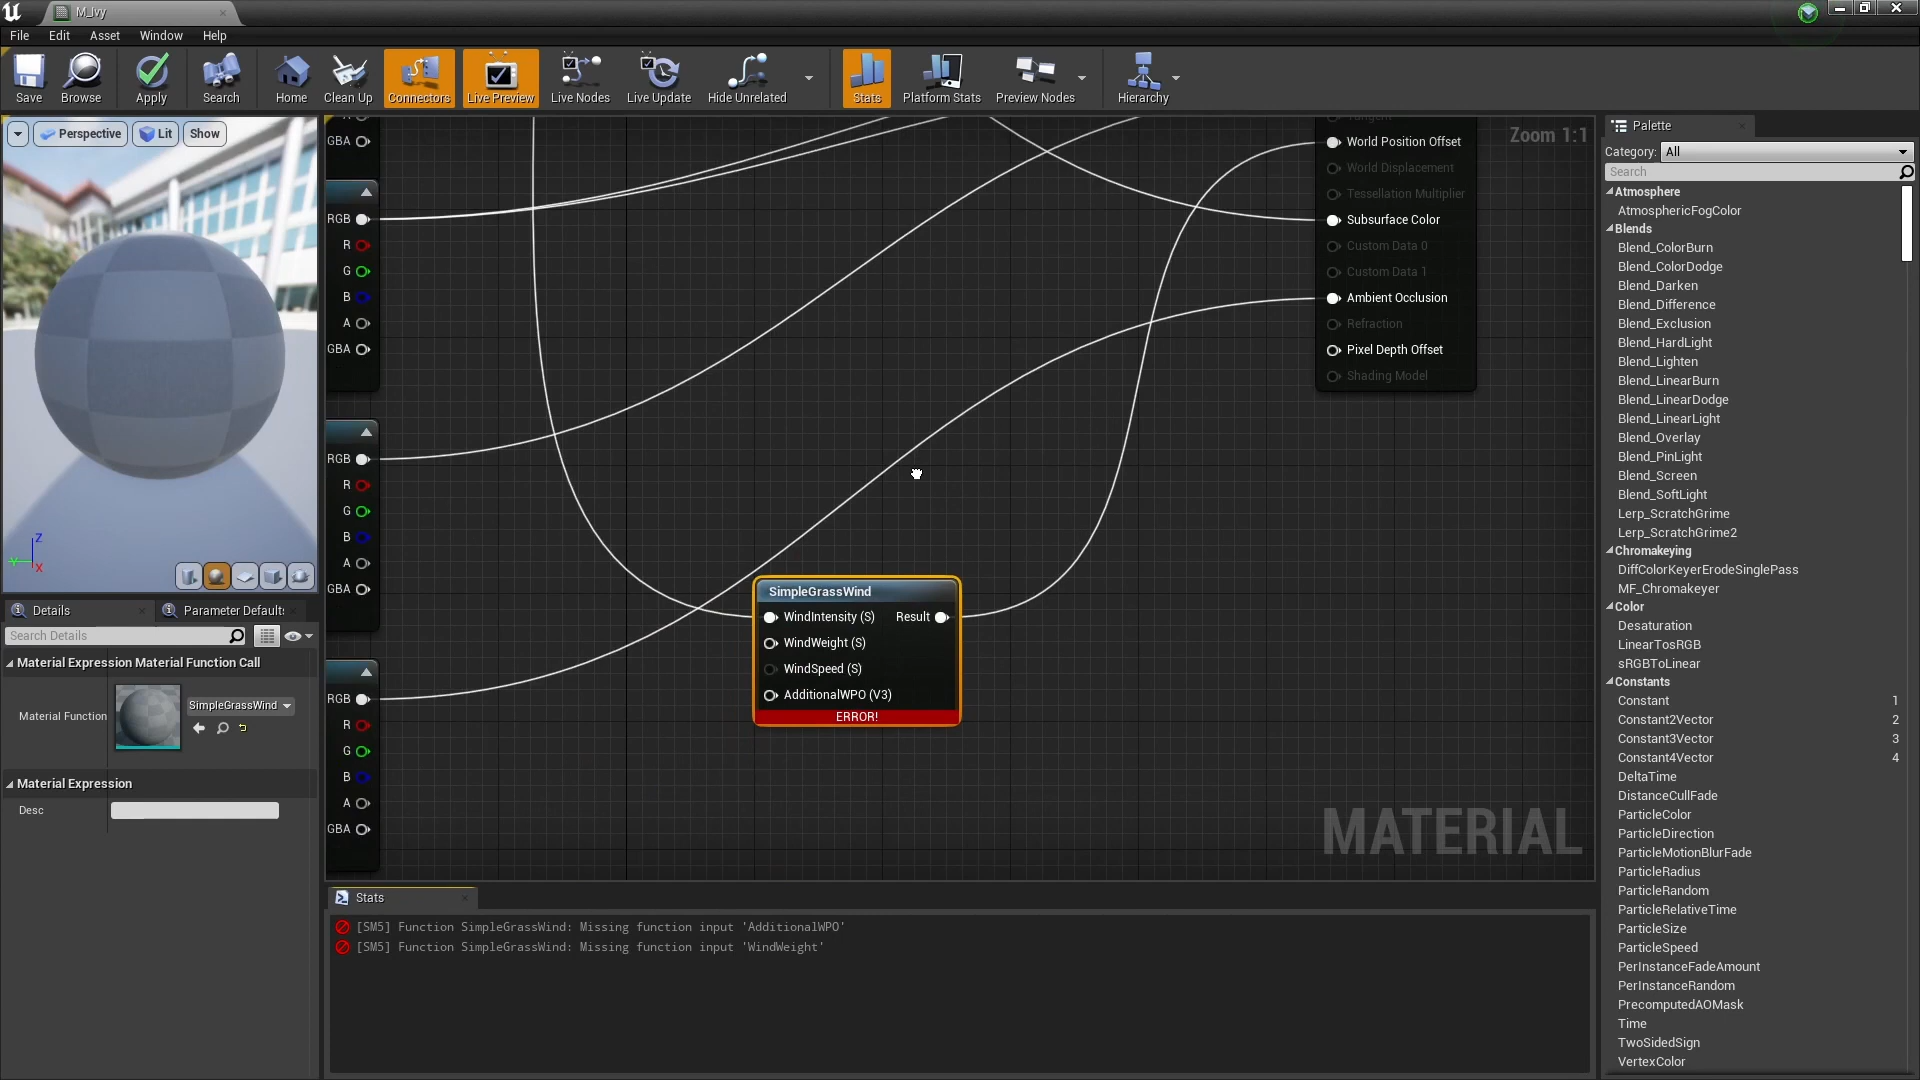 M_Ivy
File Edit Asset Window Help
Save Browse Apply Search Home Clean Up Connectors Live Preview Live Nodes Live Update Hide Unrelated Stats Platform Stats Preview Nodes Hierarchy
Perspective Lit Show
Z
Y
X
Details Parameter Defaults
Search Details
Material Expression Material Function Call
Material Function SimpleGrassWind
Material Expression
Desc
Zoom 1:1
GBA
RGB
R
G
B
A
GBA
RGB
R
G
B
A
GBA
RGB
R
G
B
A
GBA
Tangent
World Position Offset
World Displacement
Tessellation Multiplier
Subsurface Color
Custom Data 0
Custom Data 1
Ambient Occlusion
Refraction
Pixel Depth Offset
Shading Model
SimpleGrassWind
WindIntensity (S) Result
WindWeight (S)
WindSpeed (S)
AdditionalWPO (V3)
ERROR!
MATERIAL
Stats
[SM5] Function SimpleGrassWind: Missing function input 'AdditionalWPO'
[SM5] Function SimpleGrassWind: Missing function input 'WindWeight'
Palette
Category: All
Search
Atmosphere
AtmosphericFogColor
Blends
Blend_ColorBurn
Blend_ColorDodge
Blend_Darken
Blend_Difference
Blend_Exclusion
Blend_HardLight
Blend_Lighten
Blend_LinearBurn
Blend_LinearDodge
Blend_LinearLight
Blend_Overlay
Blend_PinLight
Blend_Screen
Blend_SoftLight
Lerp_ScratchGrime
Lerp_ScratchGrime2
Chromakeying
DiffColorKeyerErodeSinglePass
MF_Chromakeyer
Color
Desaturation
LinearTosRGB
sRGBToLinear
Constants
Constant 1
Constant2Vector 2
Constant3Vector 3
Constant4Vector 4
DeltaTime
DistanceCullFade
ParticleColor
ParticleDirection
ParticleMotionBlurFade
ParticleRadius
ParticleRandom
ParticleRelativeTime
ParticleSize
ParticleSpeed
PerInstanceFadeAmount
PerInstanceRandom
PrecomputedAOMask
Time
TwoSidedSign
VertexColor